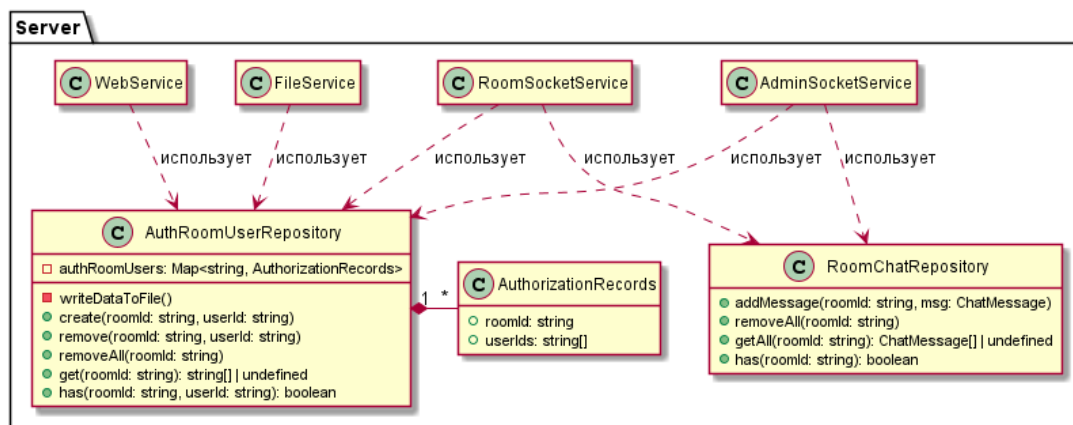 Server
C WebService
C FileService
C RoomSocketService
C AdminSocketService
использует
использует
использует
использует
использует
использует
C AuthRoomUserRepository
authRoomUsers: Map<string, AuthorizationRecords>
writeDataToFile()
create(roomId: string, userId: string)
remove(roomId: string, userId: string)
removeAll(roomId: string)
get(roomId: string): string[] | undefined
has(roomId: string, userId: string): boolean
1 *
C AuthorizationRecords
roomId: string
userIds: string[]
C RoomChatRepository
addMessage(roomId: string, msg: ChatMessage)
removeAll(roomId: string)
getAll(roomId: string): ChatMessage[] | undefined
has(roomId: string): boolean